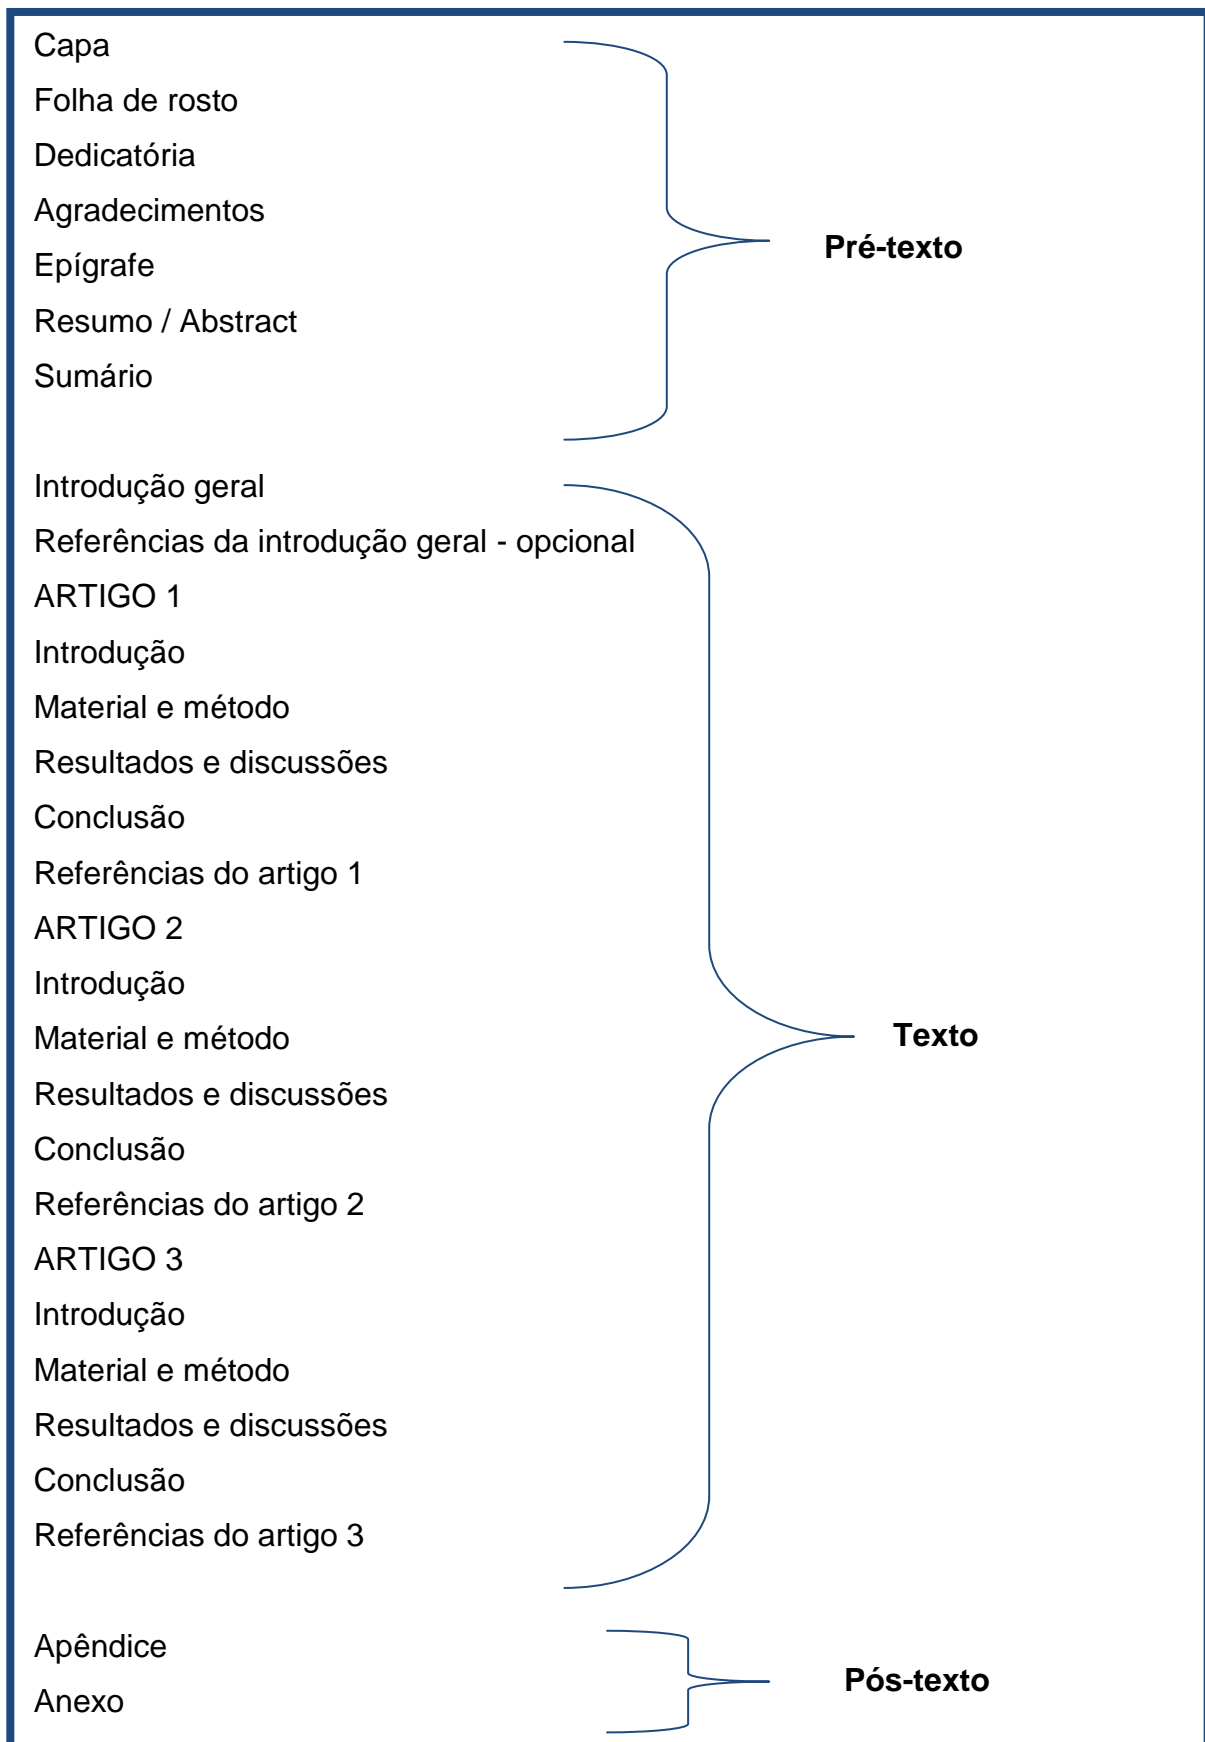 Capa
Folha de rosto
Dedicatória
Agradecimentos
Epígrafe
Resumo / Abstract
Sumário
Pré-texto
Introdução geral
Referências da introdução geral - opcional
ARTIGO 1
Introdução
Material e método
Resultados e discussões
Conclusão
Referências do artigo 1
ARTIGO 2
Introdução
Material e método
Resultados e discussões
Conclusão
Referências do artigo 2
ARTIGO 3
Introdução
Material e método
Resultados e discussões
Conclusão
Referências do artigo 3
Texto
Apêndice
Anexo
Pós-texto